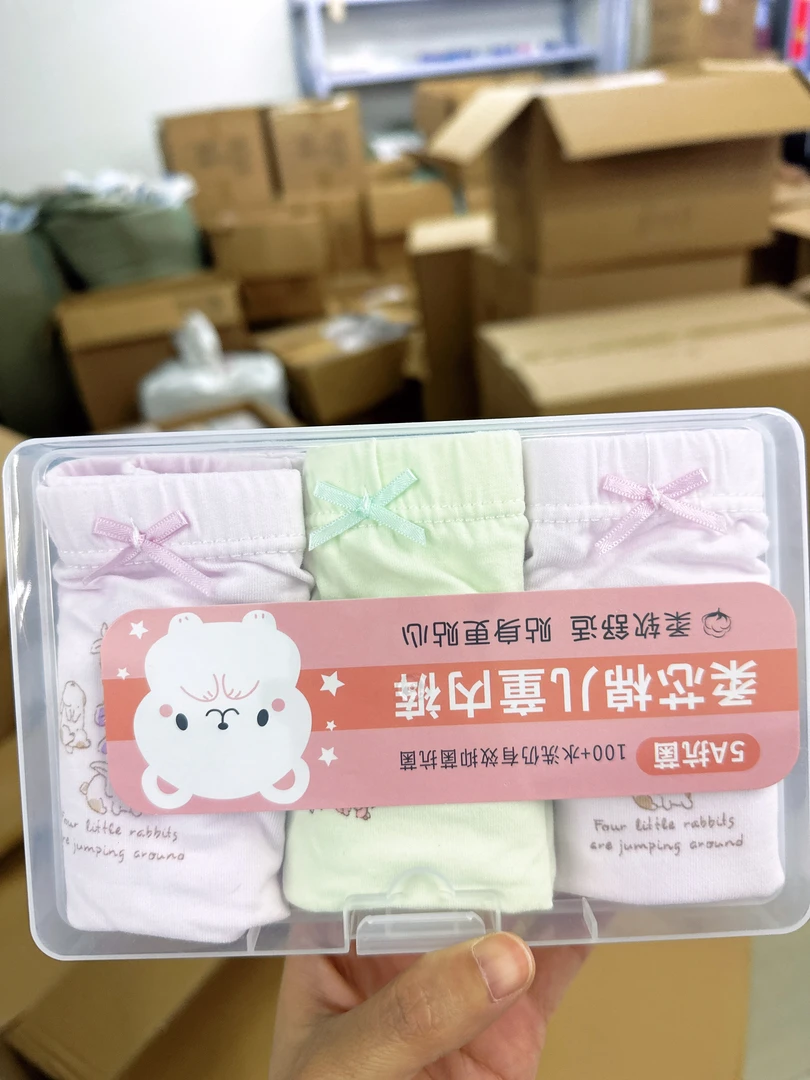 5A抗菌 100+水洗仍有效抑菌抗菌
柔芯棉儿童内裤
柔软舒适 贴身更贴心
Four little rabbits
are jumping around
Four little rabbits
are jumping around